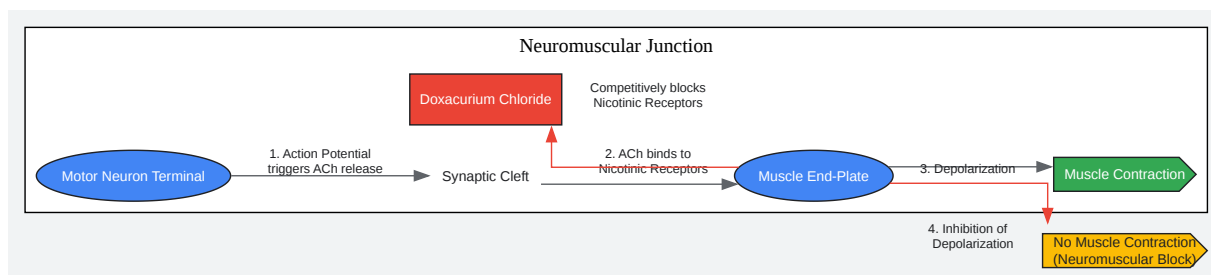 Neuromuscular Junction
Doxacurium Chloride
Competitively blocks
Nicotinic Receptors
1. Action Potential
triggers ACh release
2. ACh binds to
Nicotinic Receptors
Motor Neuron Terminal
Synaptic Cleft
Muscle End-Plate
3. Depolarization
Muscle Contraction
4. Inhibition of
Depolarization
No Muscle Contraction
(Neuromuscular Block)